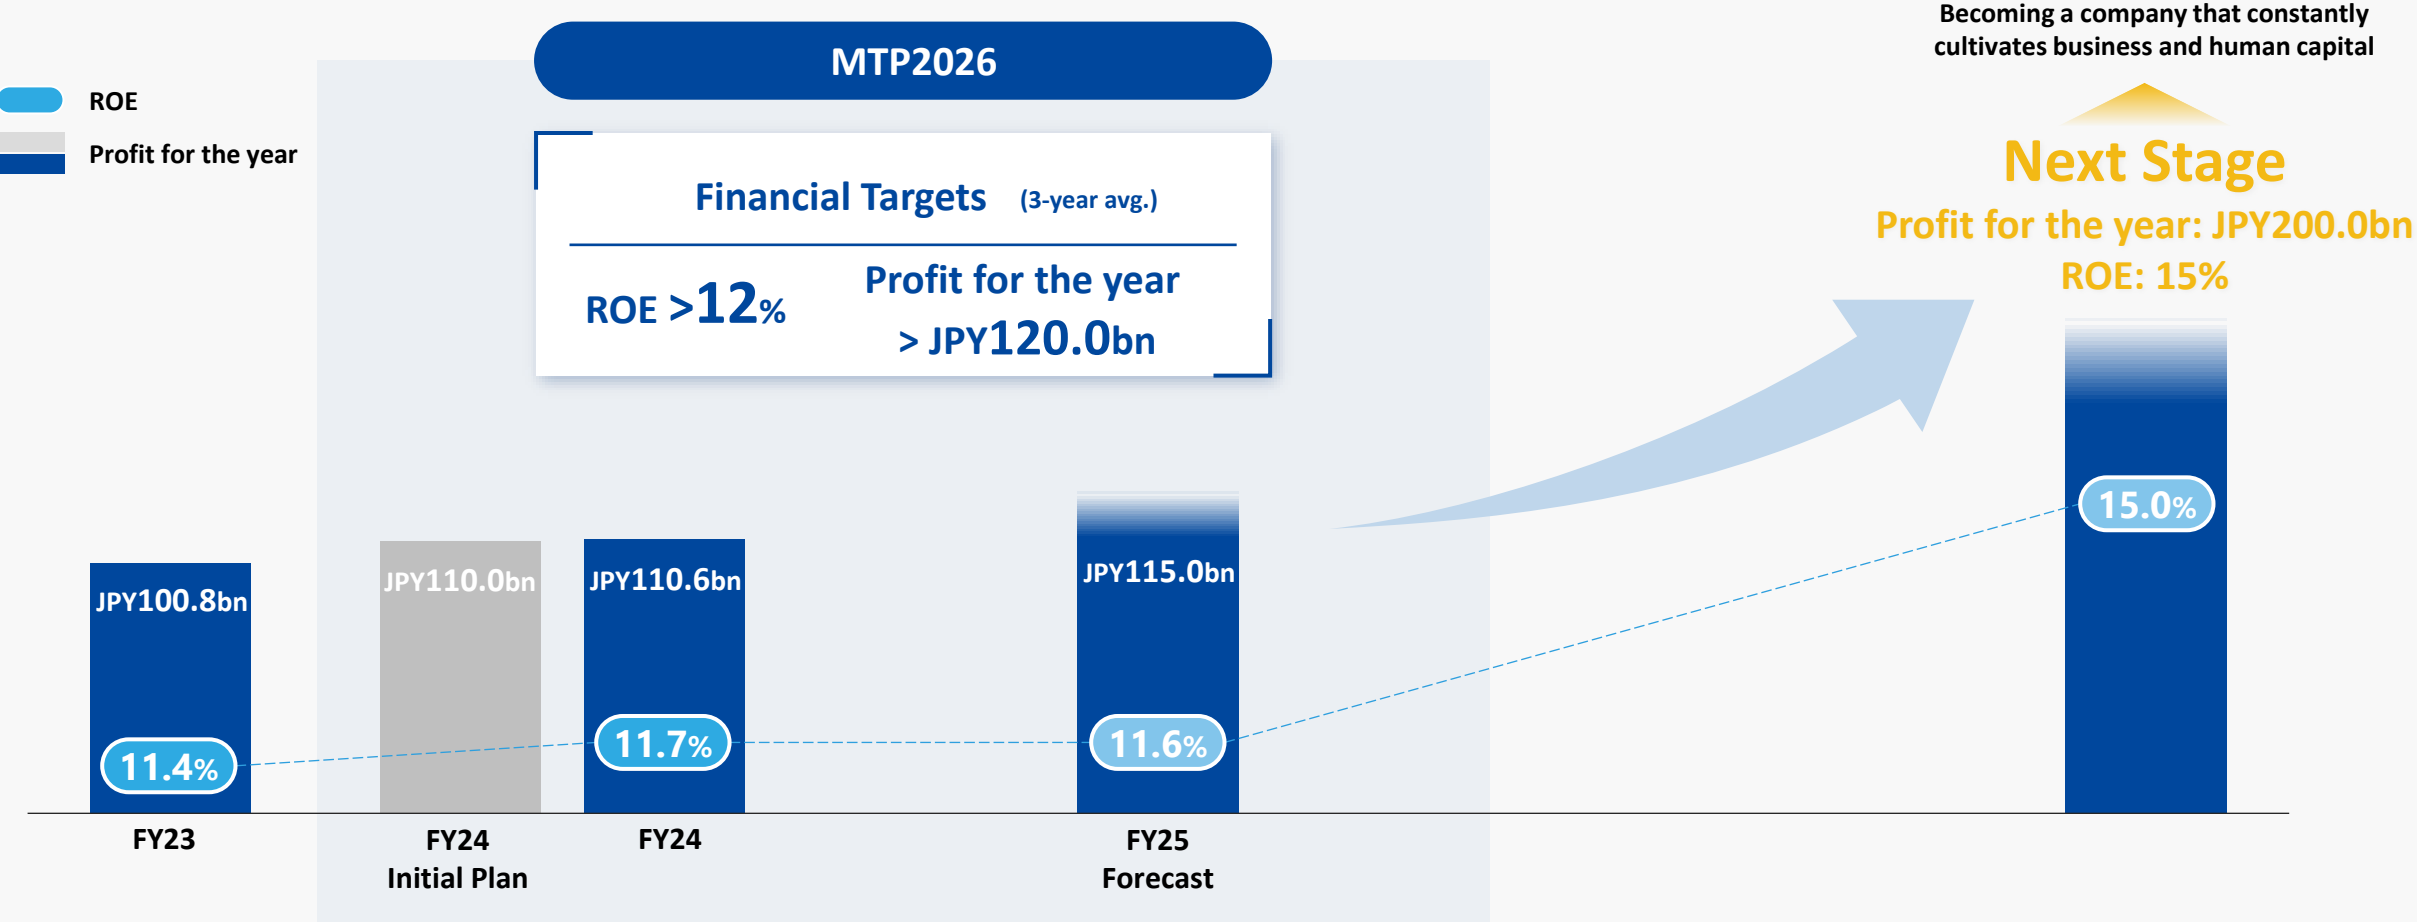 Becoming a company that constantly
cultivates business and human capital
MTP2026
ROE
Profit for the year
Financial Targets (3-year avg.)
ROE >12%
Profit for the year
> JPY120.0bn
Next Stage
Profit for the year: JPY200.0bn
ROE: 15%
JPY100.8bn
JPY110.0bn
JPY110.6bn
JPY115.0bn
11.4%
11.7%
11.6%
15.0%
FY23
FY24
Initial Plan
FY24
FY25
Forecast